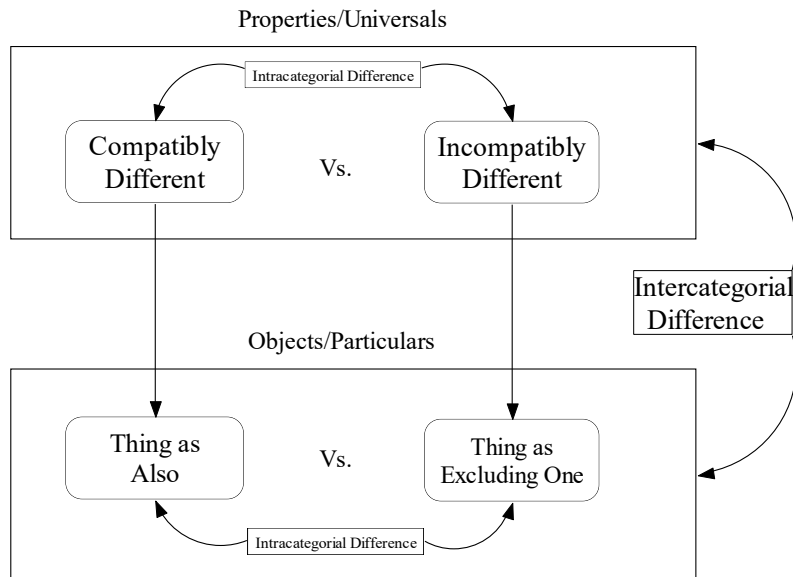 Properties/Universals
Intracategorial Difference
Compatibly
Different
Vs.
Incompatibly
Different
Intercategorial
Difference
Objects/Particulars
Thing as
Also
Vs.
Thing as
Excluding One
Intracategorial Difference